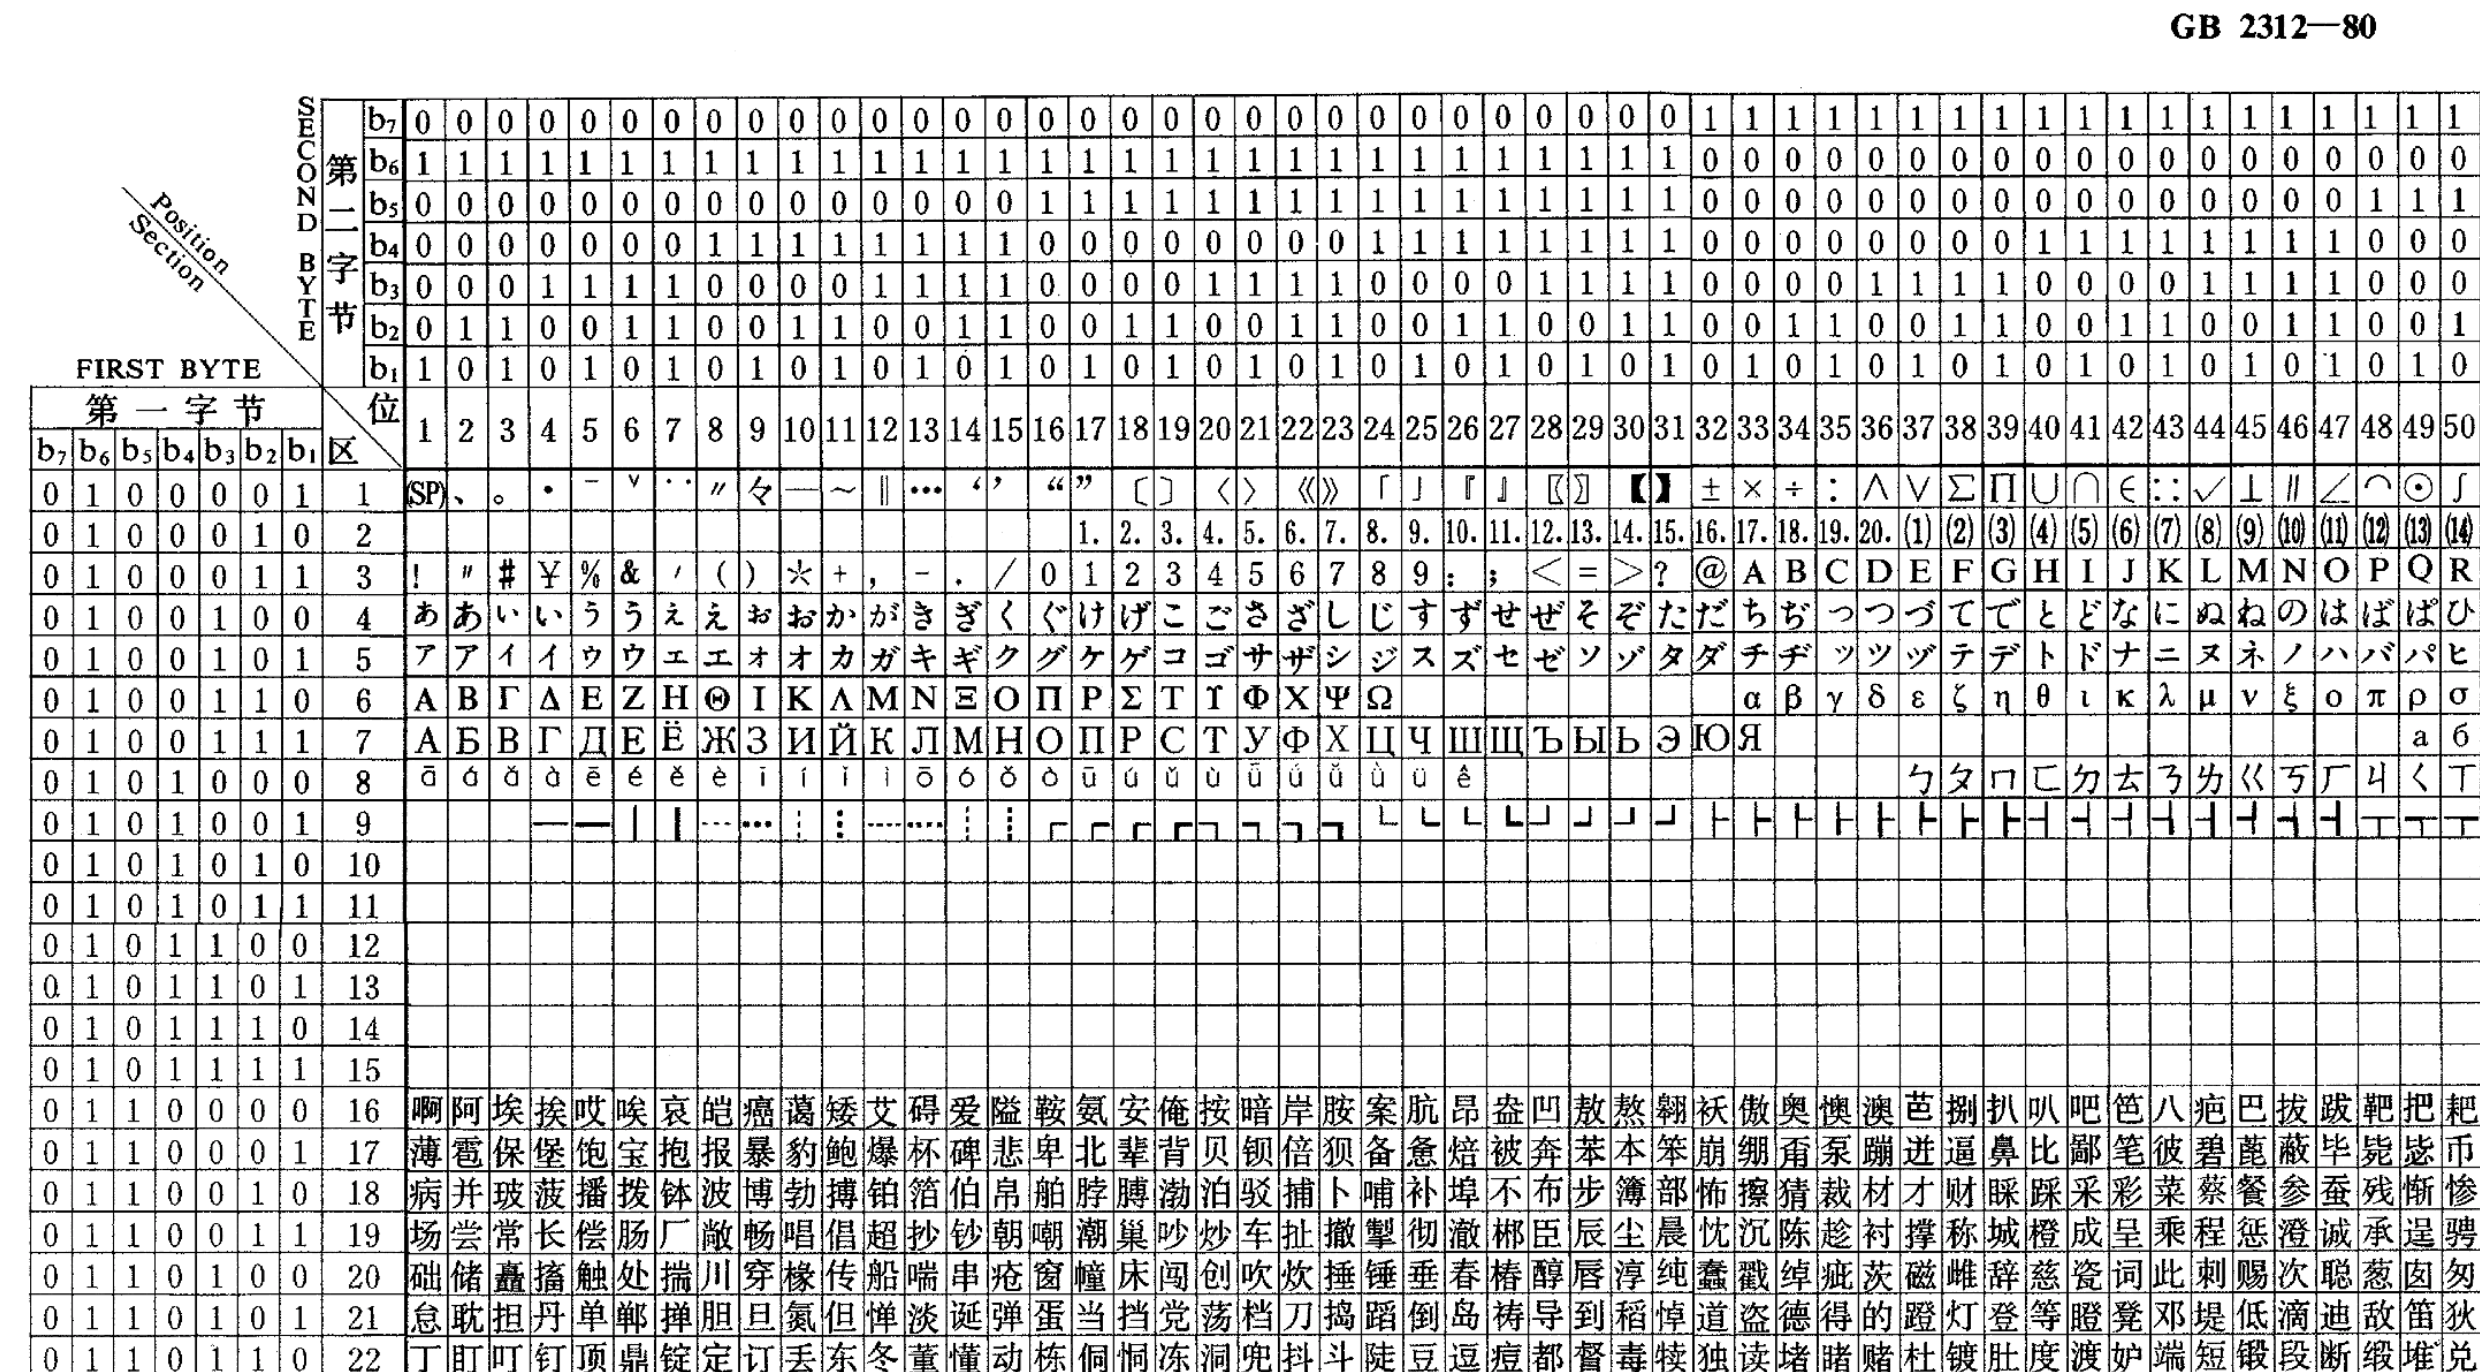 GB 2312—80
SECOND BYTE
第二字节
Position
Section
b₇ 0 0 0 0 0 0 0 0 0 0 0 0 0 0 0 0 0 0 0 0 0 0 0 0 0 0 0 0 0 0 0 1 1 1 1 1 1 1 1 1 1 1 1 1 1 1 1 1 1 1
b₆ 1 1 1 1 1 1 1 1 1 1 1 1 1 1 1 1 1 1 1 1 1 1 1 1 1 1 1 1 1 1 1 0 0 0 0 0 0 0 0 0 0 0 0 0 0 0 0 0 0 0
b₅ 0 0 0 0 0 0 0 0 0 0 0 0 0 0 0 1 1 1 1 1 1 1 1 1 1 1 1 1 1 1 1 0 0 0 0 0 0 0 0 0 0 0 0 0 0 0 0 1 1 1
b₄ 0 0 0 0 0 0 0 1 1 1 1 1 1 1 1 0 0 0 0 0 0 0 0 1 1 1 1 1 1 1 1 0 0 0 0 0 0 0 0 1 1 1 1 1 1 1 1 0 0 0
b₃ 0 0 0 1 1 1 1 0 0 0 0 1 1 1 1 0 0 0 0 1 1 1 1 0 0 0 0 1 1 1 1 0 0 0 0 1 1 1 1 0 0 0 0 1 1 1 1 0 0 0
b₂ 0 1 1 0 0 1 1 0 0 1 1 0 0 1 1 0 0 1 1 0 0 1 1 0 0 1 1 0 0 1 1 0 0 1 1 0 0 1 1 0 0 1 1 0 0 1 1 0 0 1
FIRST BYTE b₁ 1 0 1 0 1 0 1 0 1 0 1 0 1 0 1 0 1 0 1 0 1 0 1 0 1 0 1 0 1 0 1 0 1 0 1 0 1 0 1 0 1 0 1 0 1 0 1 0 1 0
第一字节 位 1 2 3 4 5 6 7 8 9 10 11 12 13 14 15 16 17 18 19 20 21 22 23 24 25 26 27 28 29 30 31 32 33 34 35 36 37 38 39 40 41 42 43 44 45 46 47 48 49 50
b₇ b₆ b₅ b₄ b₃ b₂ b₁ 区
0 1 0 0 0 0 1 1 (SP) 、 。 · ˉ ˇ ¨ 〃 々 — ～ ‖ … ‘ ’ “ ” 〔 〕 〈 〉 《 》 「 」 『 』 〖 〗 【 】 ± × ÷ ∶ ∧ ∨ ∑ ∏ ∪ ∩ ∈ ∷ √ ⊥ ∥ ∠ ⌒ ⊙ ∫
0 1 0 0 0 1 0 2 1. 2. 3. 4. 5. 6. 7. 8. 9. 10. 11. 12. 13. 14. 15. 16. 17. 18. 19. 20. (1) (2) (3) (4) (5) (6) (7) (8) (9) (10) (11) (12) (13) (14)
0 1 0 0 0 1 1 3 ! ″ # ¥ % & ′ ( ) * + , - . / 0 1 2 3 4 5 6 7 8 9 : ; < = > ? @ A B C D E F G H I J K L M N O P Q R
0 1 0 0 1 0 0 4 ぁ あ ぃ い ぅ う ぇ え ぉ お か が き ぎ く ぐ け げ こ ご さ ざ し じ す ず せ ぜ そ ぞ た だ ち ぢ っ つ づ て で と ど な に ぬ ね の は ば ぱ ひ
0 1 0 0 1 0 1 5 ァ ア ィ イ ゥ ウ ェ エ ォ オ カ ガ キ ギ ク グ ケ ゲ コ ゴ サ ザ シ ジ ス ズ セ ゼ ソ ゾ タ ダ チ ヂ ッ ツ ヅ テ デ ト ド ナ ニ ヌ ネ ノ ハ バ パ ヒ
0 1 0 0 1 1 0 6 Α Β Γ Δ Ε Ζ Η Θ Ι Κ Λ Μ Ν Ξ Ο Π Ρ Σ Τ Υ Φ Χ Ψ Ω α β γ δ ε ζ η θ ι κ λ μ ν ξ ο π ρ σ
0 1 0 0 1 1 1 7 А Б В Г Д Е Ё Ж З И Й К Л М Н О П Р С Т У Ф Х Ц Ч Ш Щ Ъ Ы Ь Э Ю Я а б
0 1 0 1 0 0 0 8 ā á ǎ à ē é ě è ī í ǐ ì ō ó ǒ ò ū ú ǔ ù ǖ ǘ ǚ ǜ ü ê ㄅ ㄆ ㄇ ㄈ ㄉ ㄊ ㄋ ㄌ ㄍ ㄎ ㄏ ㄐ ㄑ ㄒ
0 1 0 1 0 0 1 9 ─ ━ │ ┃ ┄ ┅ ┆ ┇ ┈ ┉ ┊ ┋ ┌ ┍ ┎ ┏ ┐ ┑ ┒ ┓ └ ┕ ┖ ┗ ┘ ┙ ┚ ┛ ├ ┝ ┞ ┟ ┠ ┡ ┢ ┣ ┤ ┥ ┦ ┧ ┨ ┩ ┪ ┫ ┬ ┭ ┮
0 1 0 1 0 1 0 10
0 1 0 1 0 1 1 11
0 1 0 1 1 0 0 12
0 1 0 1 1 0 1 13
0 1 0 1 1 1 0 14
0 1 0 1 1 1 1 15
0 1 1 0 0 0 0 16 啊阿埃挨哎唉哀皑癌蔼矮艾碍爱隘鞍氨安俺按暗岸胺案肮昂盎凹敖熬翱袄傲奥懊澳芭捌扒叭吧笆八疤巴拔跋靶把耙
0 1 1 0 0 0 1 17 薄雹保堡饱宝抱报暴豹鲍爆杯碑悲卑北辈背贝钡倍狈备惫焙被奔苯本笨崩绷甭泵蹦迸逼鼻比鄙笔彼碧蓖蔽毕毙毖币
0 1 1 0 0 1 0 18 病并玻菠播拨钵波博勃搏铂箔伯帛舶脖膊渤泊驳捕卜哺补埠不布步簿部怖擦猜裁材才财睬踩采彩菜蔡餐参蚕残惭惨
0 1 1 0 0 1 1 19 场尝常长偿肠厂敞畅唱倡超抄钞朝嘲潮巢吵炒车扯撤掣彻澈郴臣辰尘晨忱沉陈趁衬撑称城橙成呈乘程惩澄诚承逞骋
0 1 1 0 1 0 0 20 础储矗搐触处揣川穿椽传船喘串疮窗幢床闯创吹炊捶锤垂春椿醇唇淳纯蠢戳绰疵茨磁雌辞慈瓷词此刺赐次聪葱囱匆
0 1 1 0 1 0 1 21 怠耽担丹单郸掸胆旦氮但惮淡诞弹蛋当挡党荡档刀捣蹈倒岛祷导到稻悼道盗德得的蹬灯登等瞪凳邓堤低滴迪敌笛狄
0 1 1 0 1 1 0 22 丁盯叮钉顶鼎锭定订丢东冬董懂动栋侗恫冻洞兜抖斗陡豆逗痘都督毒犊独读堵睹赌杜镀肚度渡妒端短锻段断缎堆兑